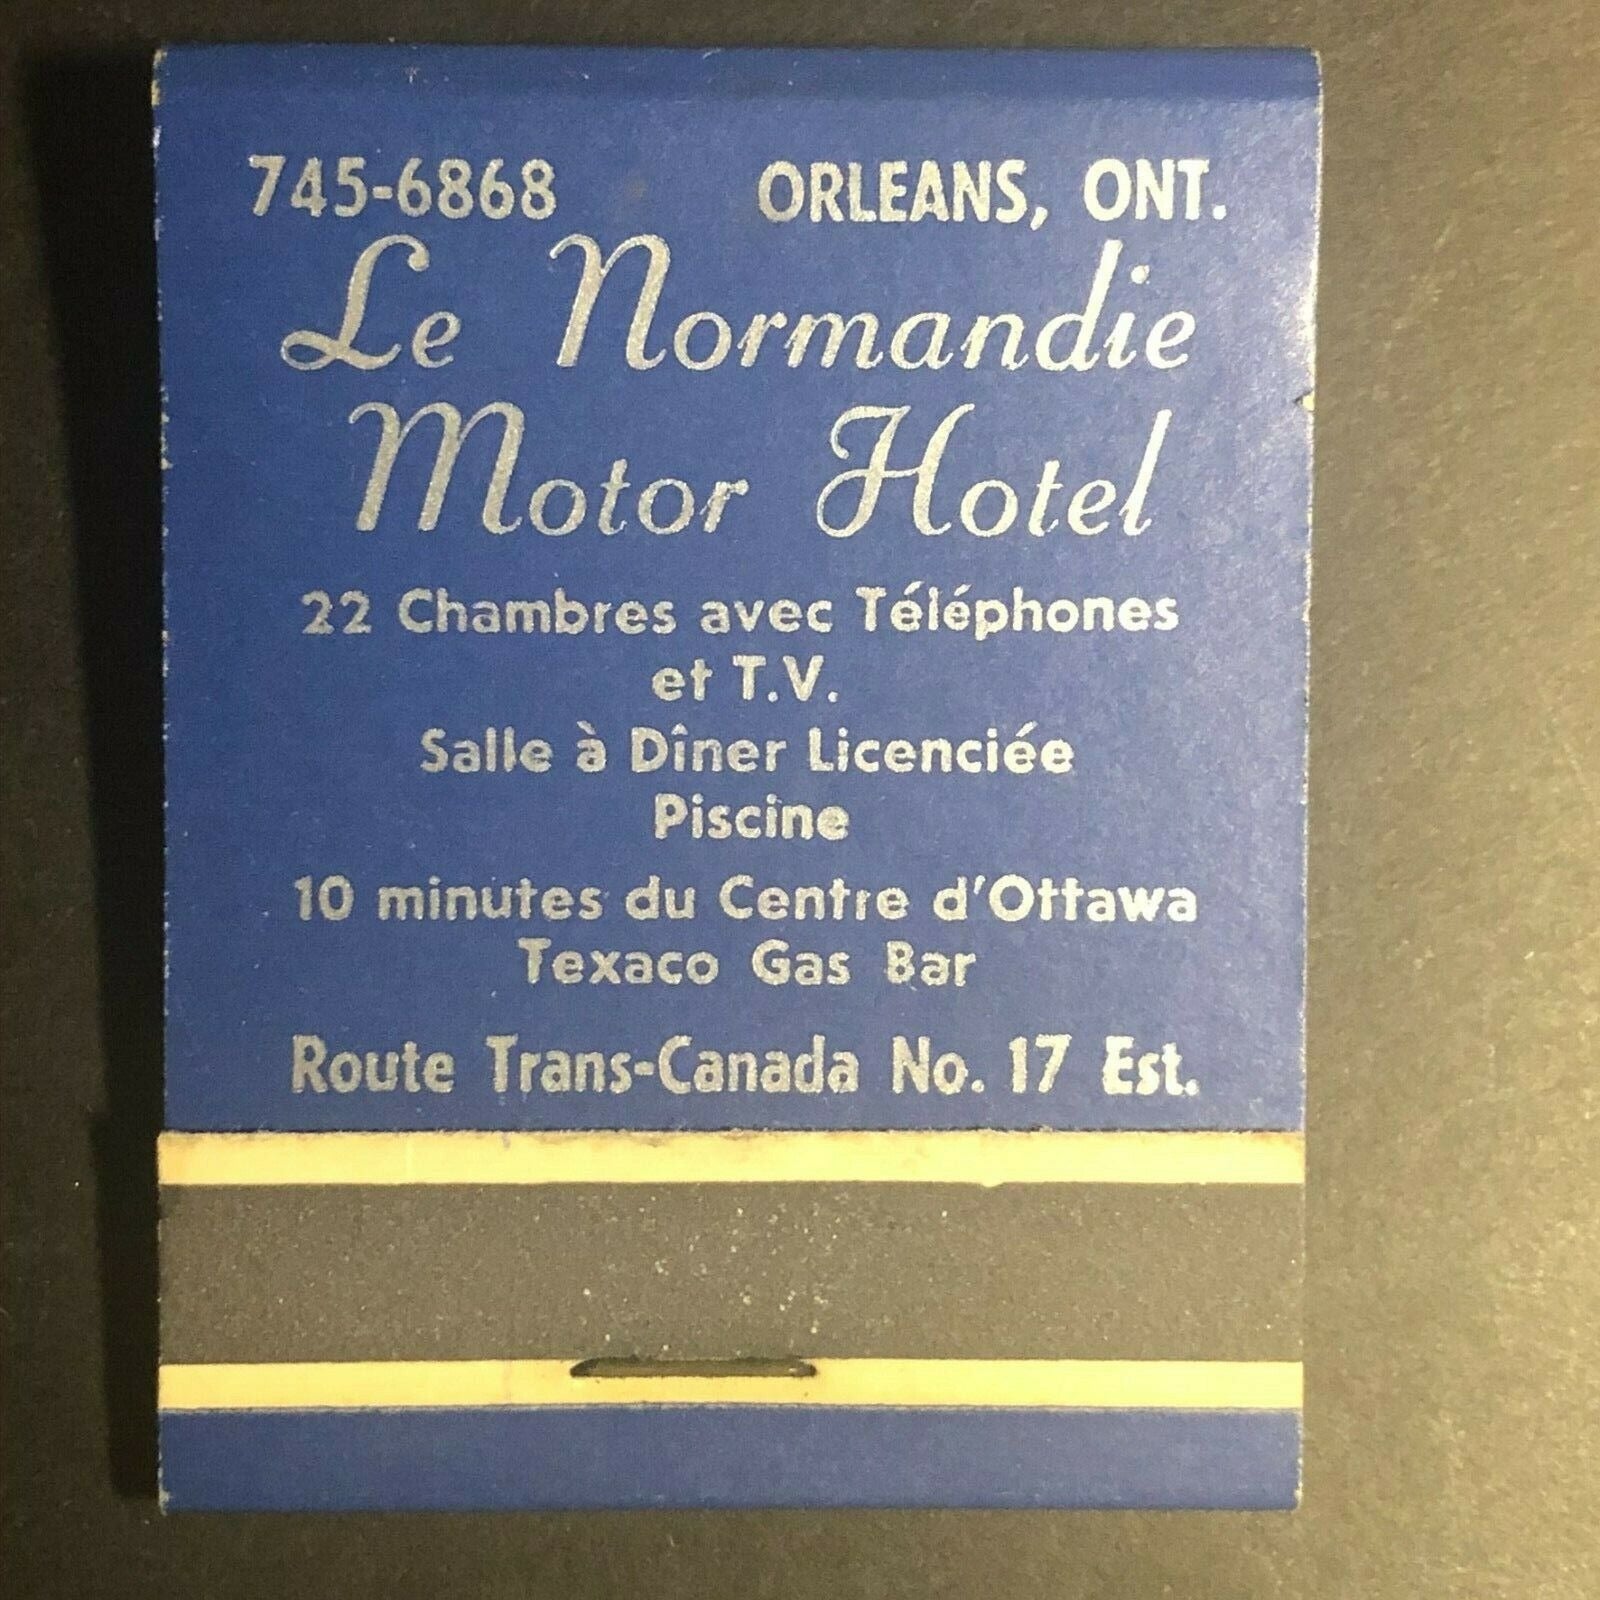 745-6868 ORLEANS, ONT.
Le Normandie
Motor Hotel
22 Chambres avec Téléphones
et T.V.
Salle à Dîner Licenciée
Piscine
10 minutes du Centre d'Ottawa
Texaco Gas Bar
Route Trans-Canada No. 17 Est.